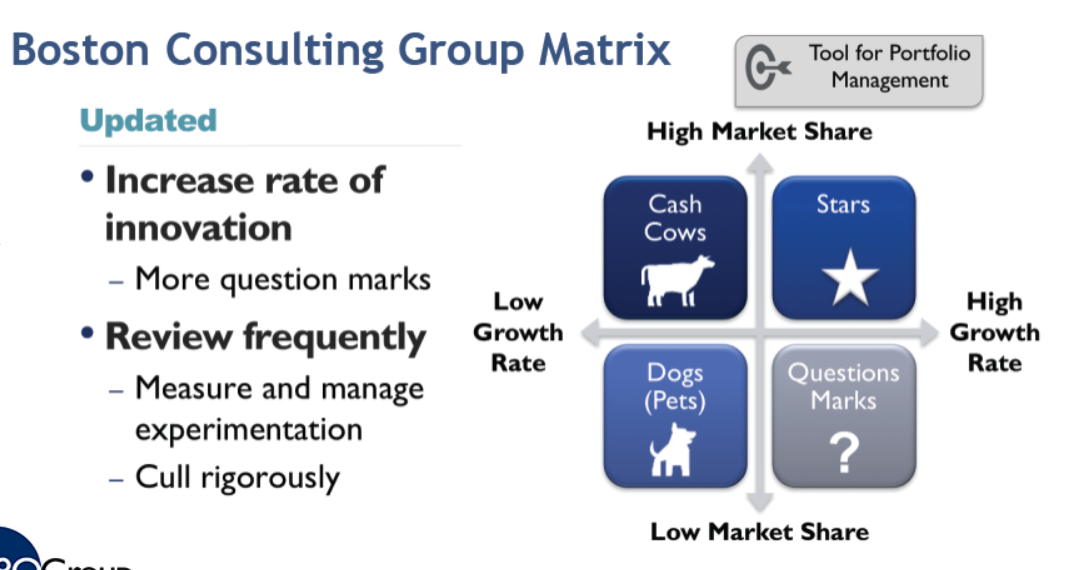 Boston Consulting Group Matrix
Tool for Portfolio
Management
Updated
• Increase rate of
innovation
– More question marks
• Review frequently
– Measure and manage
experimentation
– Cull rigorously
High Market Share
Cash
Cows
Stars
Low
Growth
Rate
High
Growth
Rate
Dogs
(Pets)
Questions
Marks
?
Low Market Share